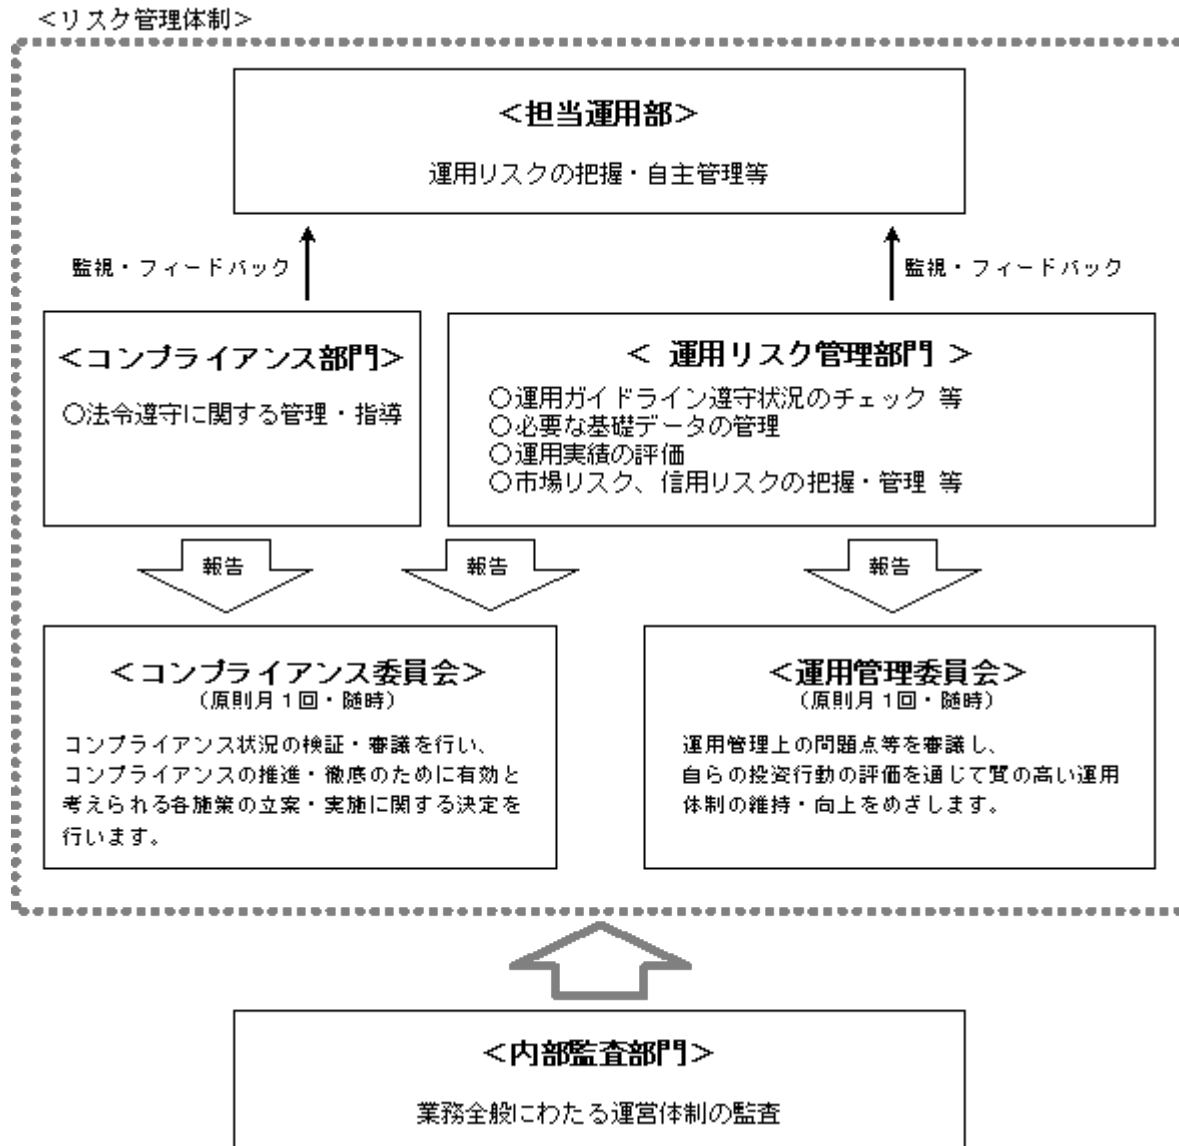 ＜リスク管理体制＞
＜担当運用部＞
運用リスクの把握・自主管理等
監視・フィードバック
監視・フィードバック
＜コンプライアンス部門＞
○法令遵守に関する管理・指導
＜ 運用リスク管理部門 ＞
○運用ガイドライン遵守状況のチェック 等
○必要な基礎データの管理
○運用実績の評価
○市場リスク、信用リスクの把握・管理 等
報告
報告
報告
＜コンプライアンス委員会＞
（原則月１回・随時）
コンプライアンス状況の検証・審議を行い、
コンプライアンスの推進・徹底のために有効と
考えられる各施策の立案・実施に関する決定を
行います。
＜運用管理委員会＞
（原則月１回・随時）
運用管理上の問題点等を審議し、
自らの投資行動の評価を通じて質の高い運用
体制の維持・向上をめざします。
＜内部監査部門＞
業務全般にわたる運営体制の監査